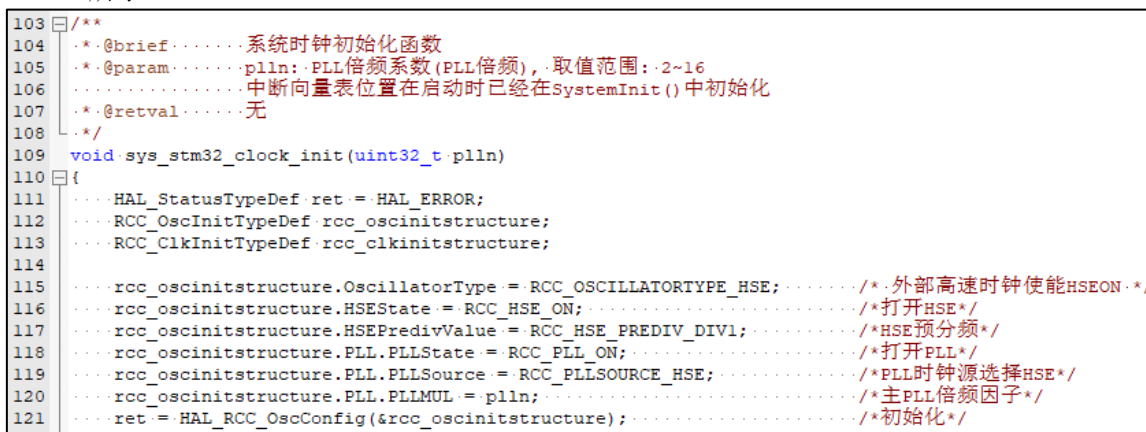 103 /**
104 * @brief 系统时钟初始化函数
105 * @param plln: PLL倍频系数(PLL倍频), 取值范围: 2~16
106 中断向量表位置在启动时已经在SystemInit()中初始化
107 * @retval 无
108 */
109 void sys_stm32_clock_init(uint32_t plln)
110 {
111 HAL_StatusTypeDef ret = HAL_ERROR;
112 RCC_OscInitTypeDef rcc_oscinitstructure;
113 RCC_ClkInitTypeDef rcc_clkinitstructure;
114
115 rcc_oscinitstructure.OscillatorType = RCC_OSCILLATORTYPE_HSE; /* 外部高速时钟使能HSEON */
116 rcc_oscinitstructure.HSEState = RCC_HSE_ON; /*打开HSE*/
117 rcc_oscinitstructure.HSEPredivValue = RCC_HSE_PREDIV_DIV1; /*HSE预分频*/
118 rcc_oscinitstructure.PLL.PLLState = RCC_PLL_ON; /*打开PLL*/
119 rcc_oscinitstructure.PLL.PLLSource = RCC_PLLSOURCE_HSE; /*PLL时钟源选择HSE*/
120 rcc_oscinitstructure.PLL.PLLMUL = plln; /*主PLL倍频因子*/
121 ret = HAL_RCC_OscConfig(&rcc_oscinitstructure); /*初始化*/